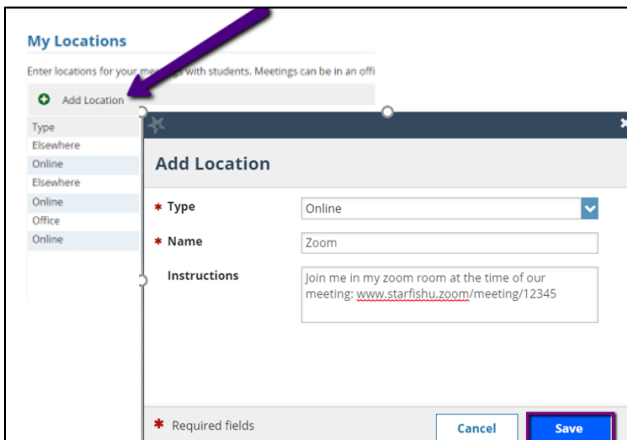 My Locations
Enter locations for your meetings with students. Meetings can be in an offi
Add Location
Type
Elsewhere
Online
Elsewhere
Online
Office
Online
Add Location
* Type
Online
* Name
Zoom
Instructions
Join me in my zoom room at the time of our
meeting: www.starfishu.zoom/meeting/12345
* Required fields
Cancel
Save